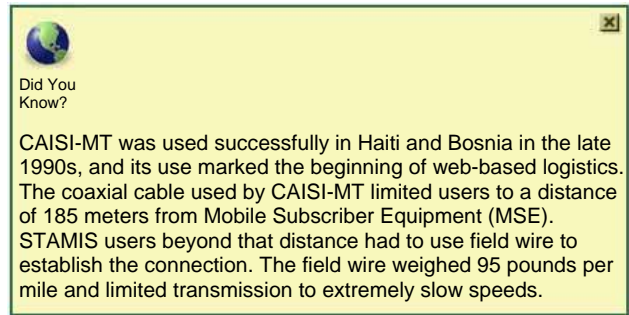 Did You
Know?
CAISI-MT was used successfully in Haiti and Bosnia in the late
1990s, and its use marked the beginning of web-based logistics.
The coaxial cable used by CAISI-MT limited users to a distance
of 185 meters from Mobile Subscriber Equipment (MSE).
STAMIS users beyond that distance had to use field wire to
establish the connection. The field wire weighed 95 pounds per
mile and limited transmission to extremely slow speeds.